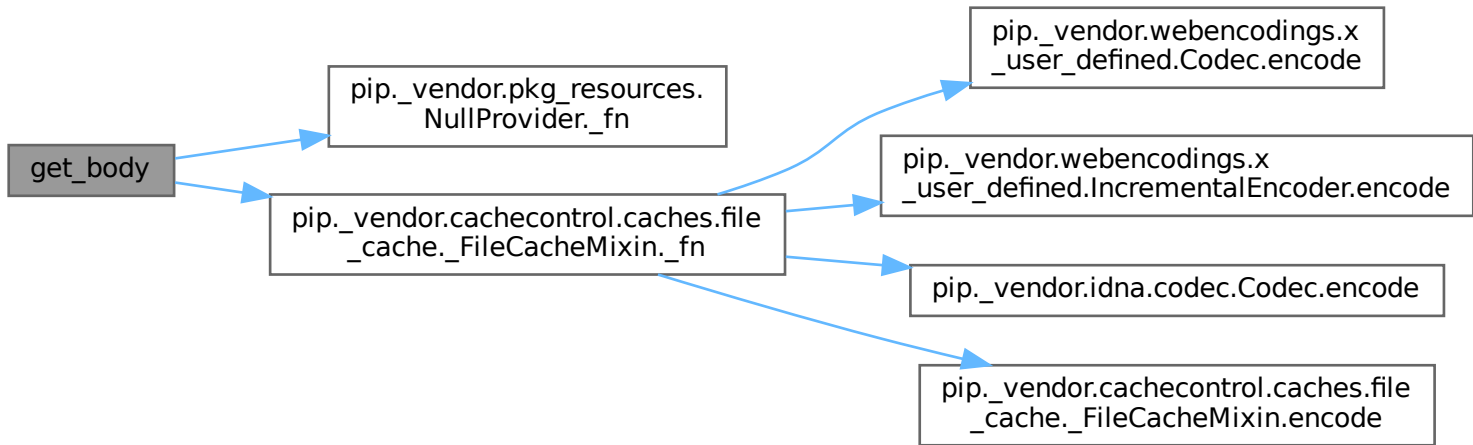 get_body
pip._vendor.pkg_resources.
NullProvider._fn
pip._vendor.cachecontrol.caches.file
_cache._FileCacheMixin._fn
pip._vendor.webencodings.x
_user_defined.Codec.encode
pip._vendor.webencodings.x
_user_defined.IncrementalEncoder.encode
pip._vendor.idna.codec.Codec.encode
pip._vendor.cachecontrol.caches.file
_cache._FileCacheMixin.encode